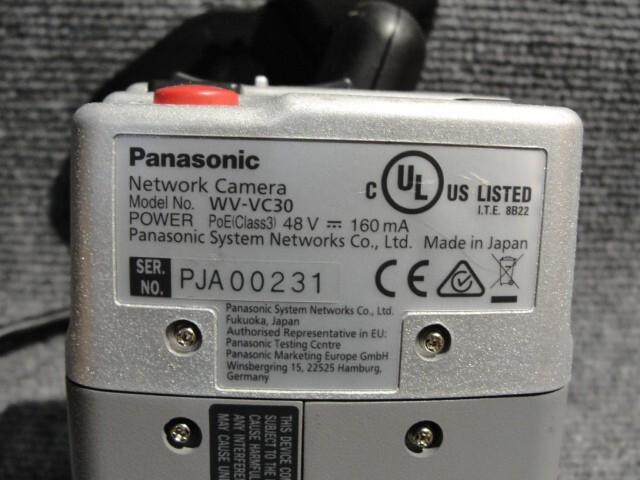 Panasonic
Network Camera
Model No. WV-VC30
POWER PoE(Class3) 48 V ⎓ 160 mA
Panasonic System Networks Co., Ltd. Made in Japan
C UL US LISTED
I.T.E. 8B22
SER. NO. PJA00231
CE
Panasonic System Networks Co., Ltd.
Fukuoka, Japan
Authorised Representative in EU:
Panasonic Testing Centre
Panasonic Marketing Europe GmbH
Winsbergring 15, 22525 Hamburg,
Germany
THIS DEVICE CO
SUBJECT TO THE
CAUSE HARMFUL
ANY INTERFERE
MAY CAUSE UN